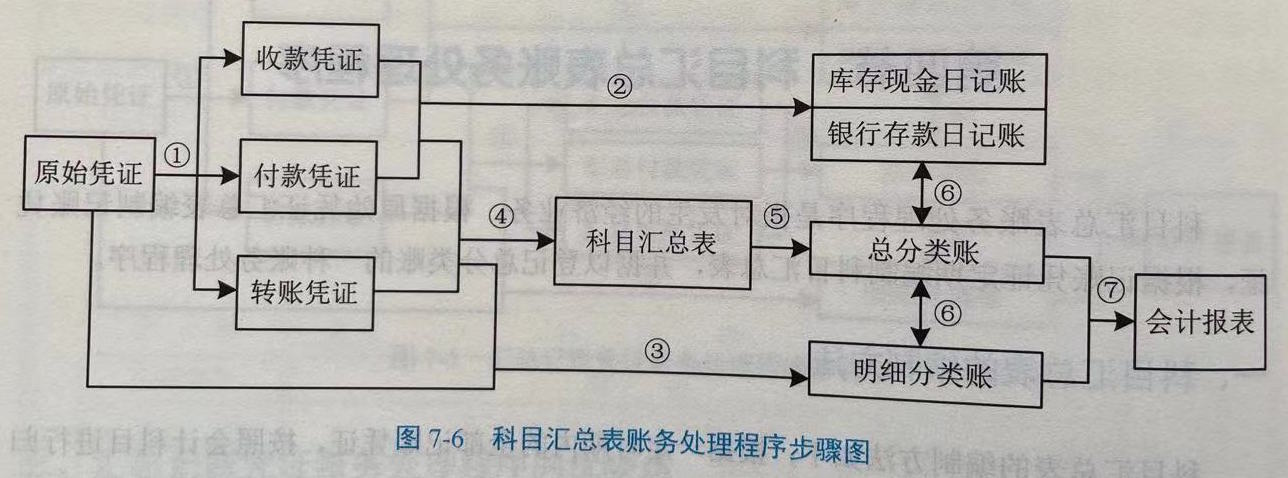 收款凭证
②
库存现金日记账
银行存款日记账
原始凭证
①
付款凭证
⑥
④
科目汇总表
⑤
总分类账
转账凭证
⑥
⑦
会计报表
③
明细分类账
图 7-6 科目汇总表账务处理程序步骤图